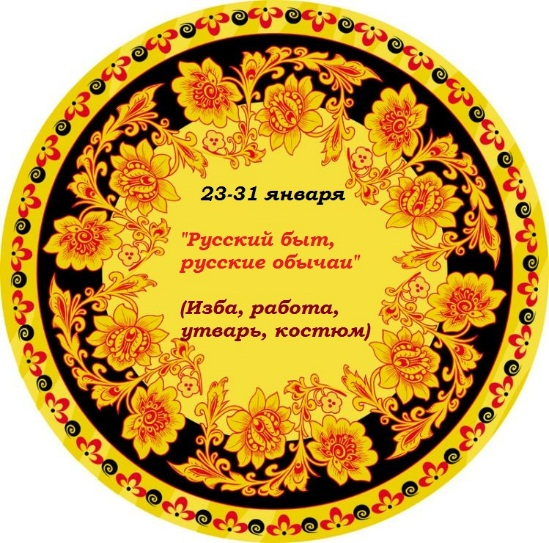 23-31 января
"Русский быт,
русские обычаи"
(Изба, работа,
утварь, костюм)